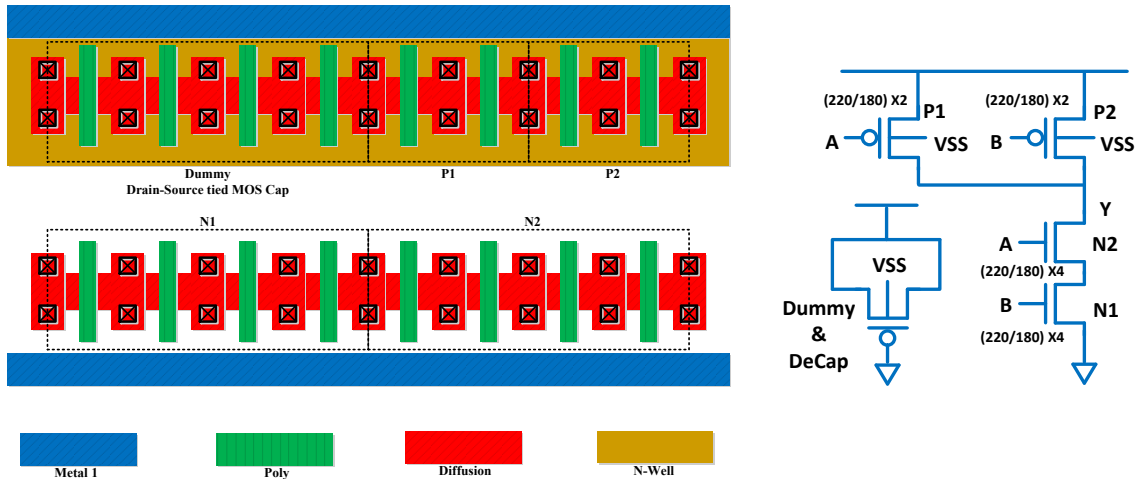 Dummy
Drain-Source tied MOS Cap
P1
P2
N1
N2
Metal 1
Poly
Diffusion
N-Well
(220/180) X2
P1
A
VSS
(220/180) X2
P2
B
VSS
Y
A
N2
(220/180) X4
B
N1
(220/180) X4
VSS
Dummy
&
DeCap